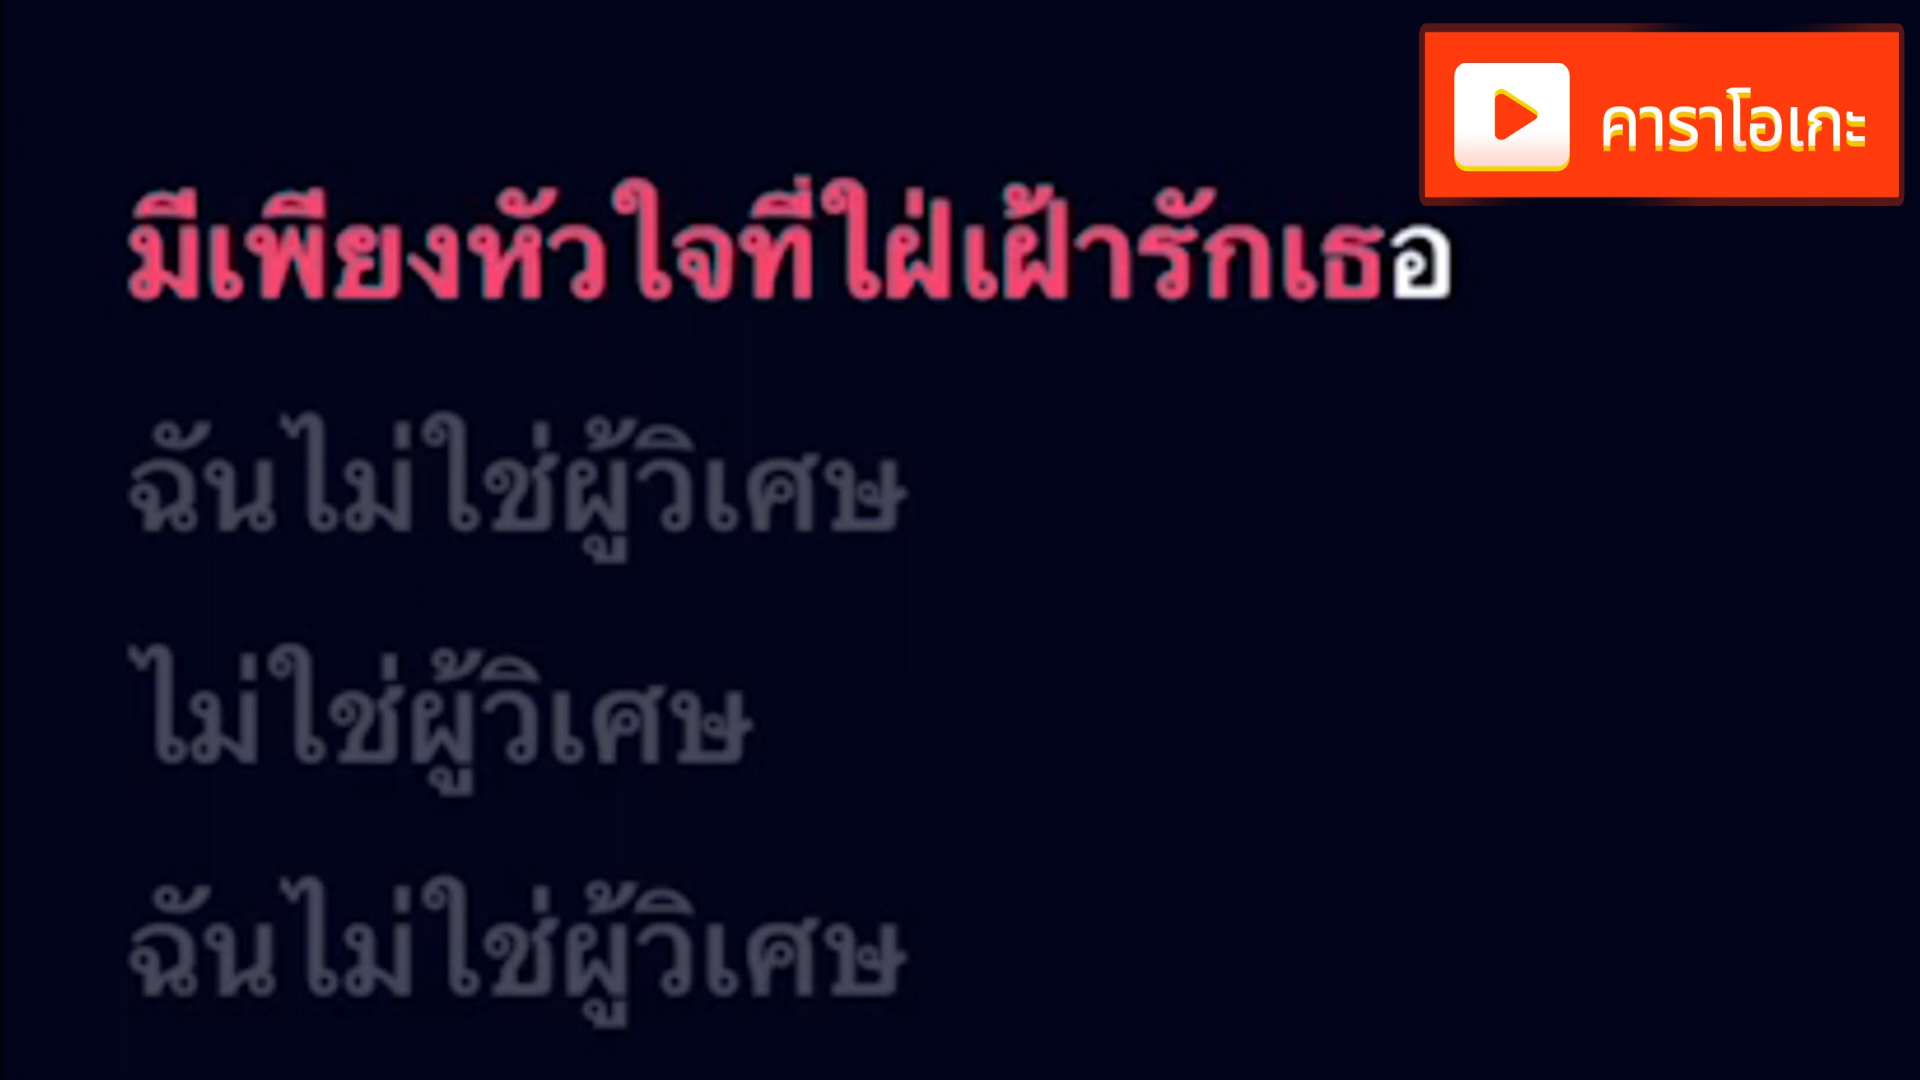 คาราโอเกะ
มีเพียงหัวใจที่ใฝ่เฝ้ารักเธอ
ฉันไม่ใช่ผู้วิเศษ
ไม่ใช่ผู้วิเศษ
ฉันไม่ใช่ผู้วิเศษ